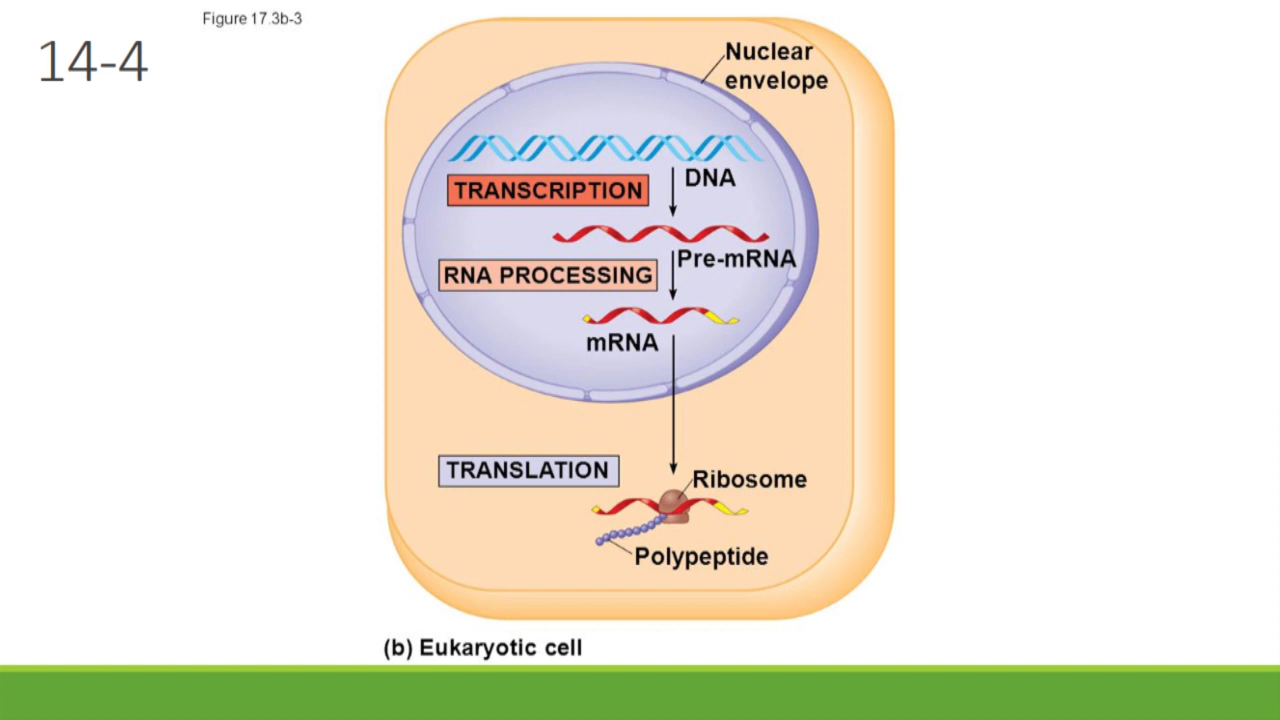 Figure 17.3b-3
14-4
Nuclear
envelope
DNA
TRANSCRIPTION
Pre-mRNA
RNA PROCESSING
mRNA
TRANSLATION
Ribosome
Polypeptide
(b) Eukaryotic cell